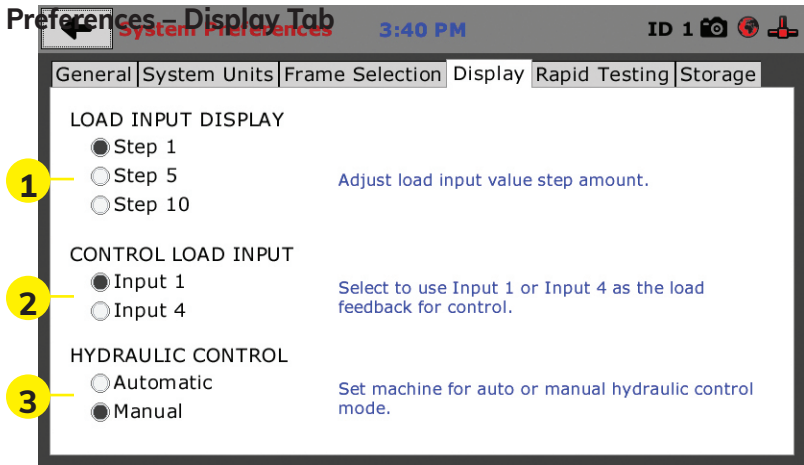 Preferences – Display Tab
System Preferences 3:40 PM ID 1
General System Units Frame Selection Display Rapid Testing Storage
LOAD INPUT DISPLAY
Step 1
1 Step 5 Adjust load input value step amount.
Step 10
CONTROL LOAD INPUT
Input 1
2 Select to use Input 1 or Input 4 as the load
Input 4 feedback for control.
HYDRAULIC CONTROL
Automatic
3 Set machine for auto or manual hydraulic control
Manual mode.